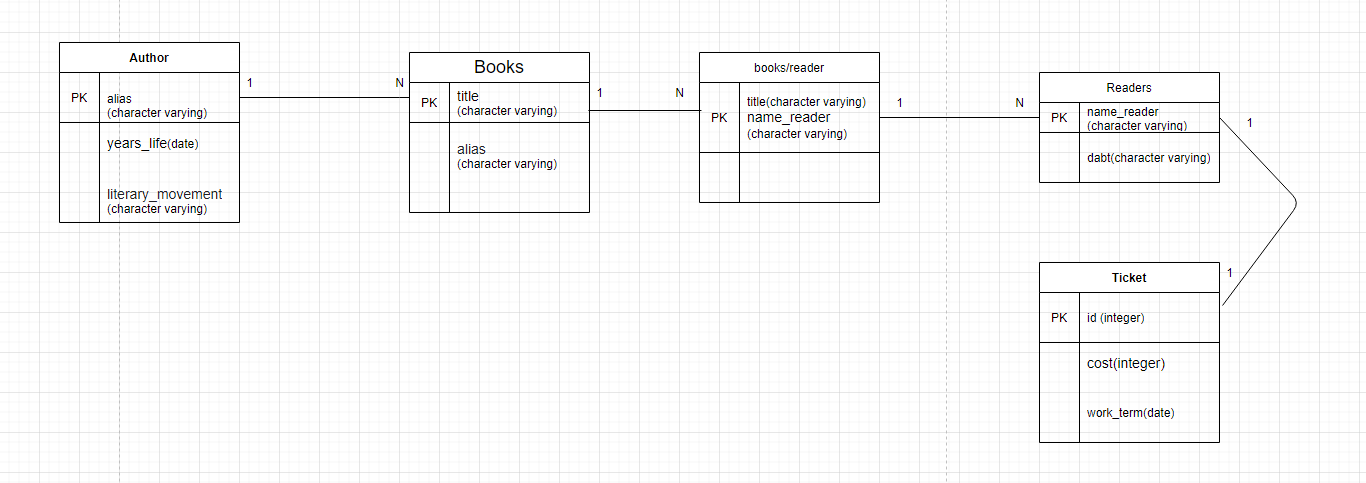 Author
PK
alias
(character varying)
years_life(date)
literary_movement
(character varying)
1
N
Books
PK
title
(character varying)
alias
(character varying)
1
N
books/reader
PK
title(character varying)
name_reader
(character varying)
1
N
Readers
PK
name_reader
(character varying)
dabt(character varying)
1
1
Ticket
PK
id (integer)
cost(integer)
work_term(date)